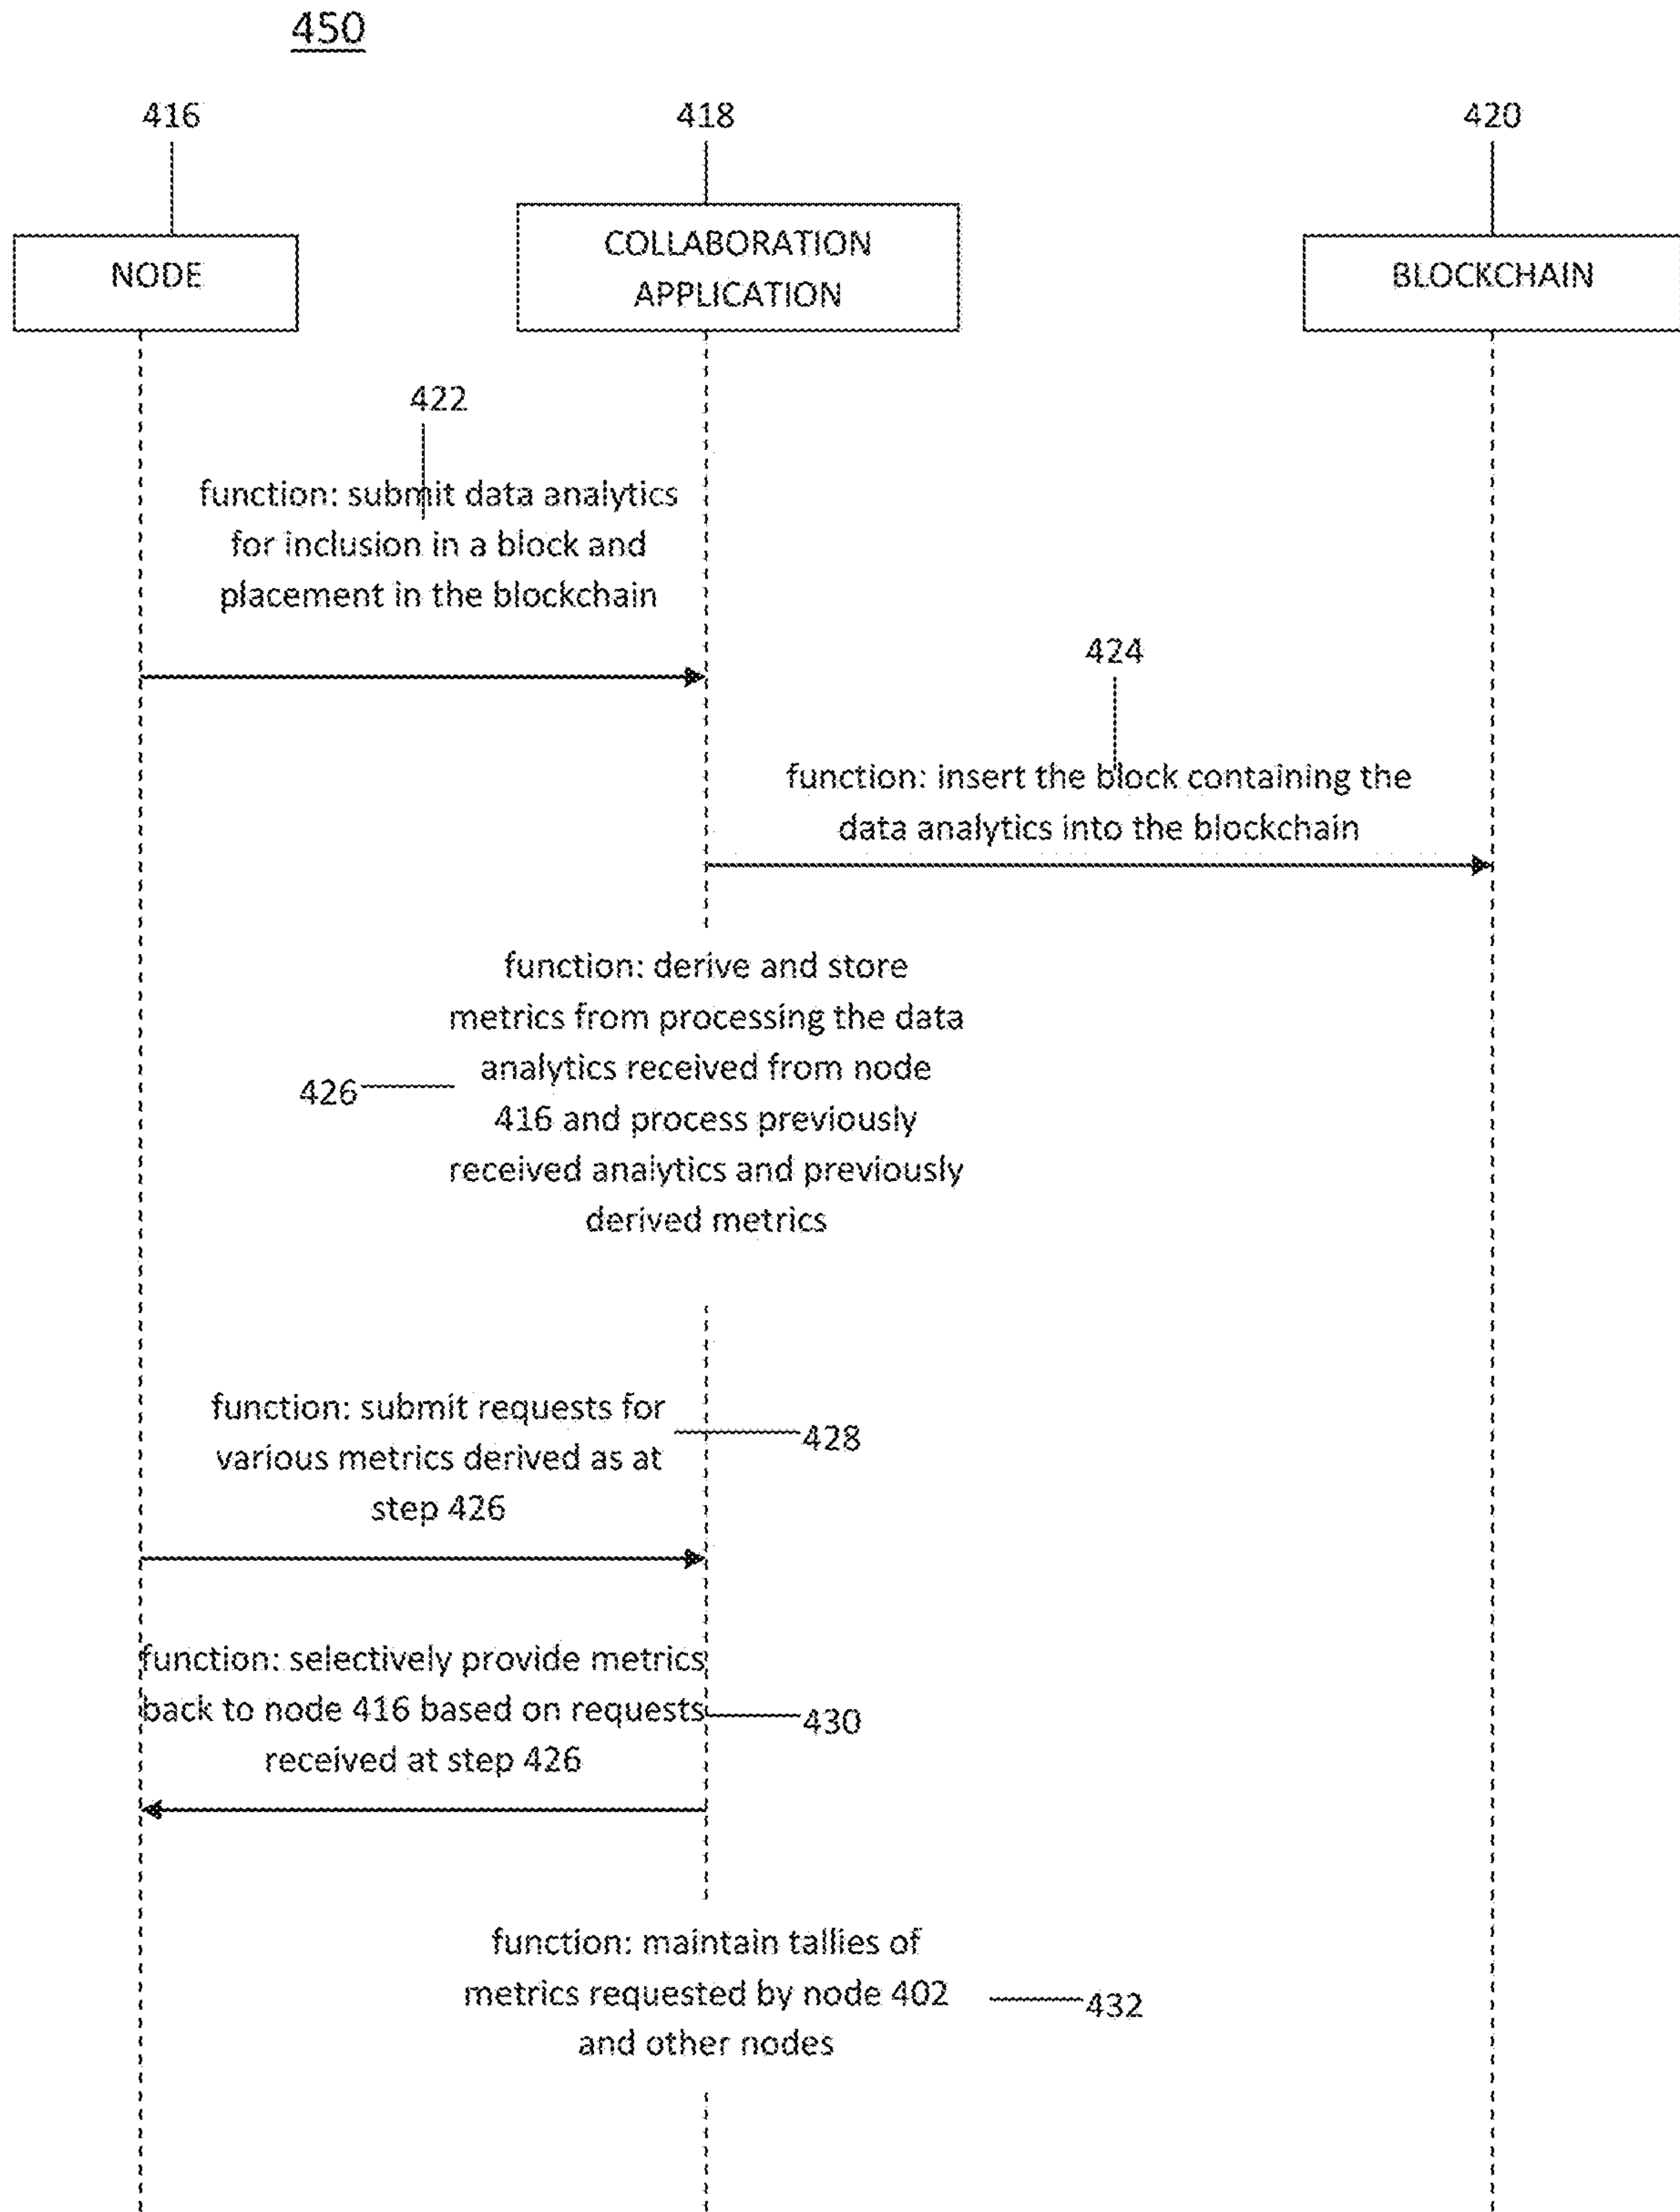 450
416
418
420
NODE
COLLABORATION
APPLICATION
BLOCKCHAIN
422
function: submit data analytics
for inclusion in a block and
placement in the blockchain
424
function: insert the block containing the
data analytics into the blockchain
function: derive and store
metrics from processing the data
analytics received from node
416 and process previously
received analytics and previously
derived metrics
426
function: submit requests for
various metrics derived as at
step 426
428
function: selectively provide metrics
back to node 416 based on requests
received at step 426
430
function: maintain tallies of
metrics requested by node 402
and other nodes
432